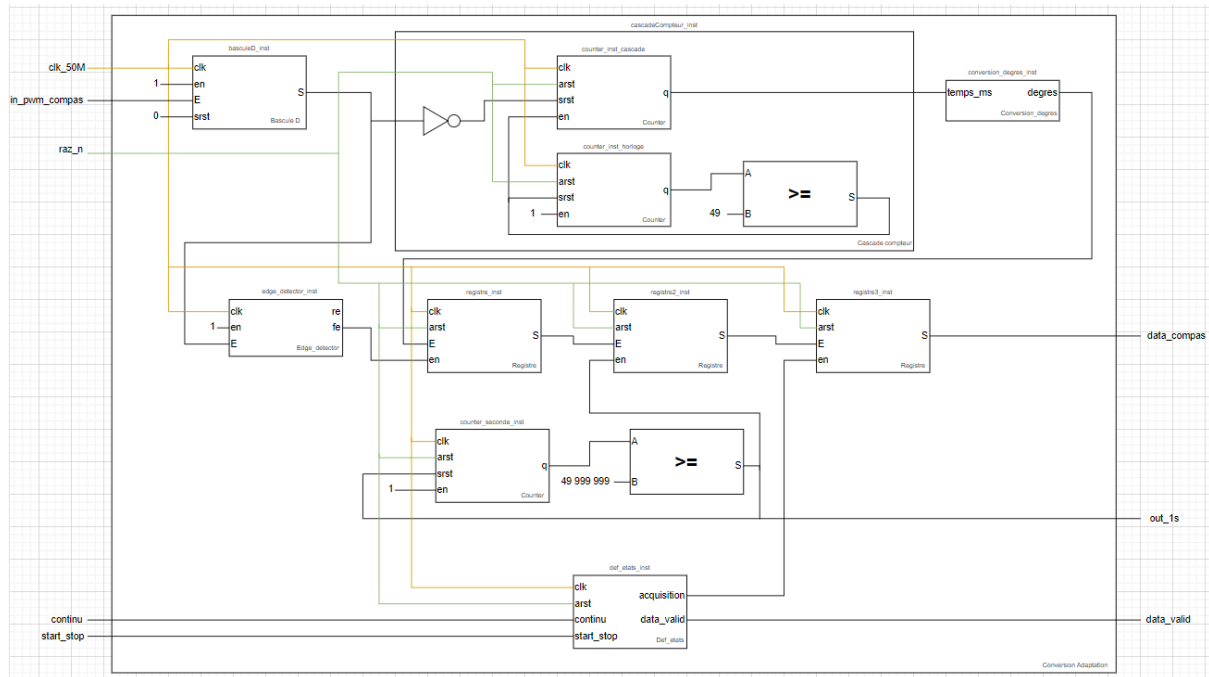 cascadeCompteur_inst
clk_50M
in_pwm_compas
raz_n
basculeD_inst
clk
1 en
E
0 srst
S
Bascule D
counter_inst_cascade
clk
arst
srst
en
q
Counter
counter_inst_horloge
clk
arst
srst
1 en
q
Counter
A
49 B
>=
S
Cascade compteur
conversion_degres_inst
temps_ms degres
Conversion_degres
edge_detector_inst
clk re
1 en fe
E
Edge_detector
registre_inst
clk
arst
E
en
S
Registre
registre2_inst
clk
arst
E
en
S
Registre
registre3_inst
clk
arst
E
en
S
Registre
data_compas
counter_seconde_inst
clk
arst
srst
1 en
q
Counter
A
49 999 999 B
>=
S
out_1s
def_etats_inst
clk
arst
continu continu
start_stop start_stop
acquisition
data_valid data_valid
Def_etats
Conversion Adaptation